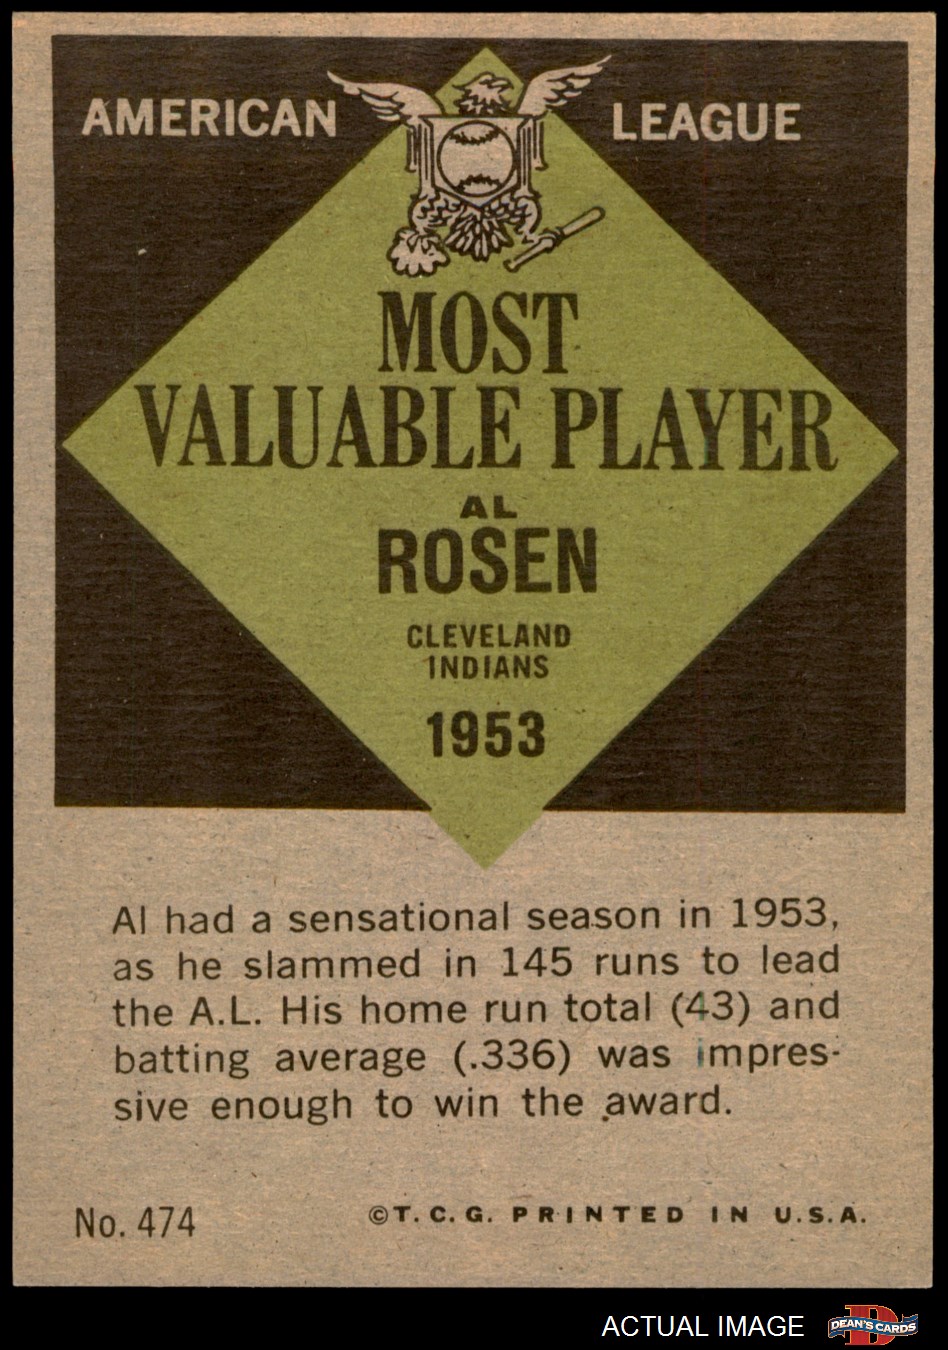 AMERICAN LEAGUE
MOST
VALUABLE PLAYER
AL
ROSEN
CLEVELAND
INDIANS
1953
Al had a sensational season in 1953,
as he slammed in 145 runs to lead
the A.L. His home run total (43) and
batting average (.336) was impres-
sive enough to win the award.
No. 474 ©T.C.G. PRINTED IN U.S.A.
ACTUAL IMAGE DEAN'S CARDS